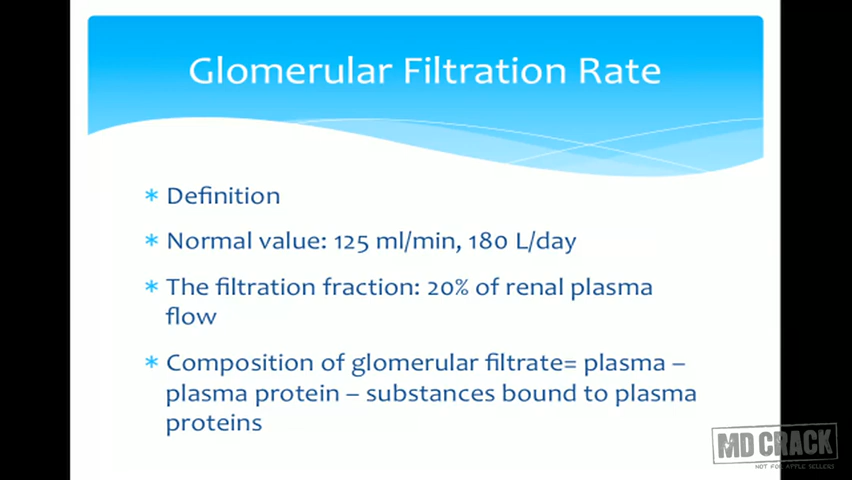 Glomerular Filtration Rate
* Definition
* Normal value: 125 ml/min, 180 L/day
* The filtration fraction: 20% of renal plasma
flow
* Composition of glomerular filtrate= plasma –
plasma protein – substances bound to plasma
proteins
MD CRACK
NOT FOR APPLE SELLERS